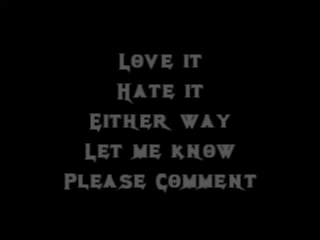 Love it
Hate it
Either way
Let me know
Please Comment